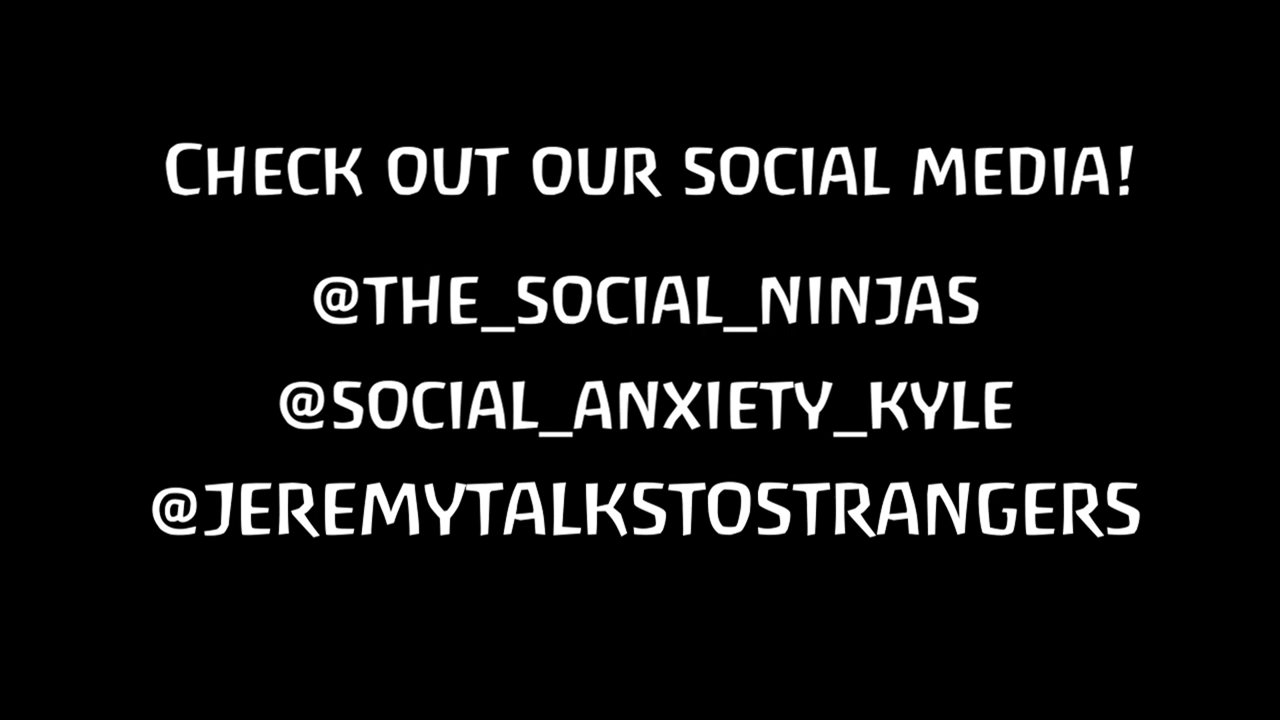 Check out our social media!
@the_social_ninjas
@social_anxiety_kyle
@JEREMYTALKSTOSTRANGERS